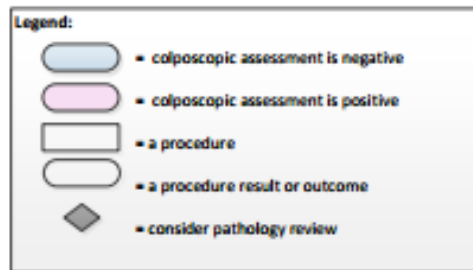 Legend:
= colposcopic assessment is negative
= colposcopic assessment is positive
= a procedure
= a procedure result or outcome
= consider pathology review